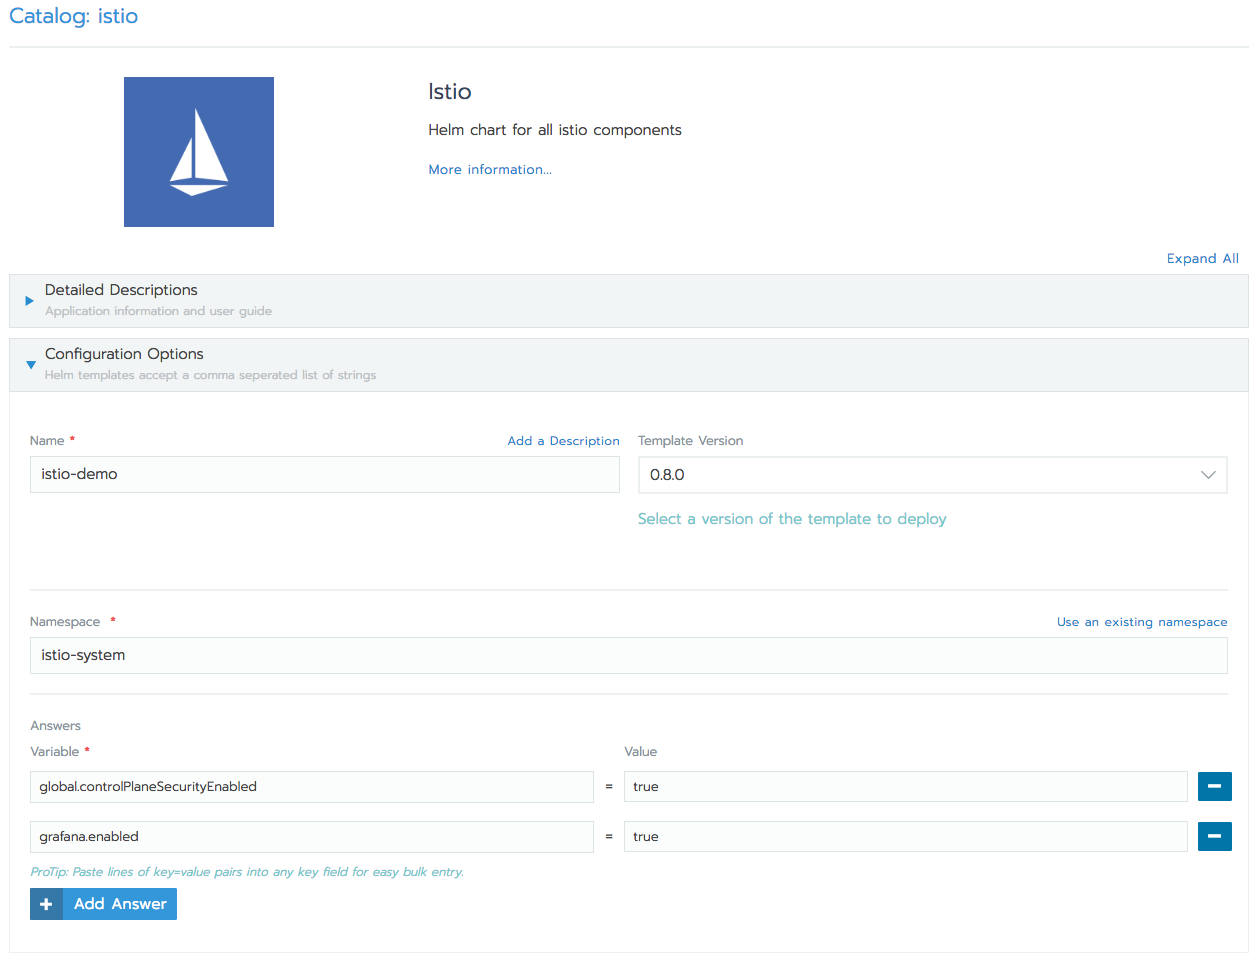 Catalog: istio
Istio
Helm chart for all istio components
More information...
Expand All
Detailed Descriptions
Application information and user guide
Configuration Options
Helm templates accept a comma seperated list of strings
Name * Add a Description Template Version
istio-demo 0.8.0
Select a version of the template to deploy
Namespace * Use an existing namespace
istio-system
Answers
Variable * Value
global.controlPlaneSecurityEnabled = true
grafana.enabled = true
ProTip: Paste lines of key=value pairs into any key field for easy bulk entry.
+ Add Answer